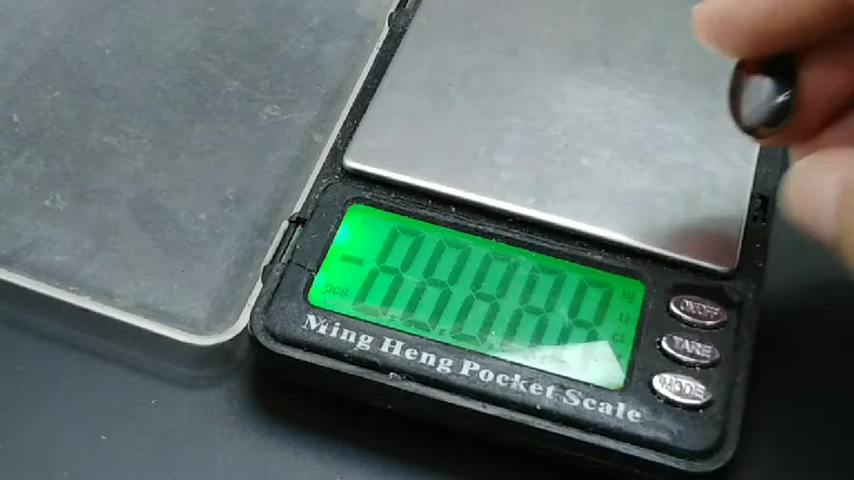 -888888
pcs
Ming Heng Pocket Scale
ON/OFF
TARE
MODE